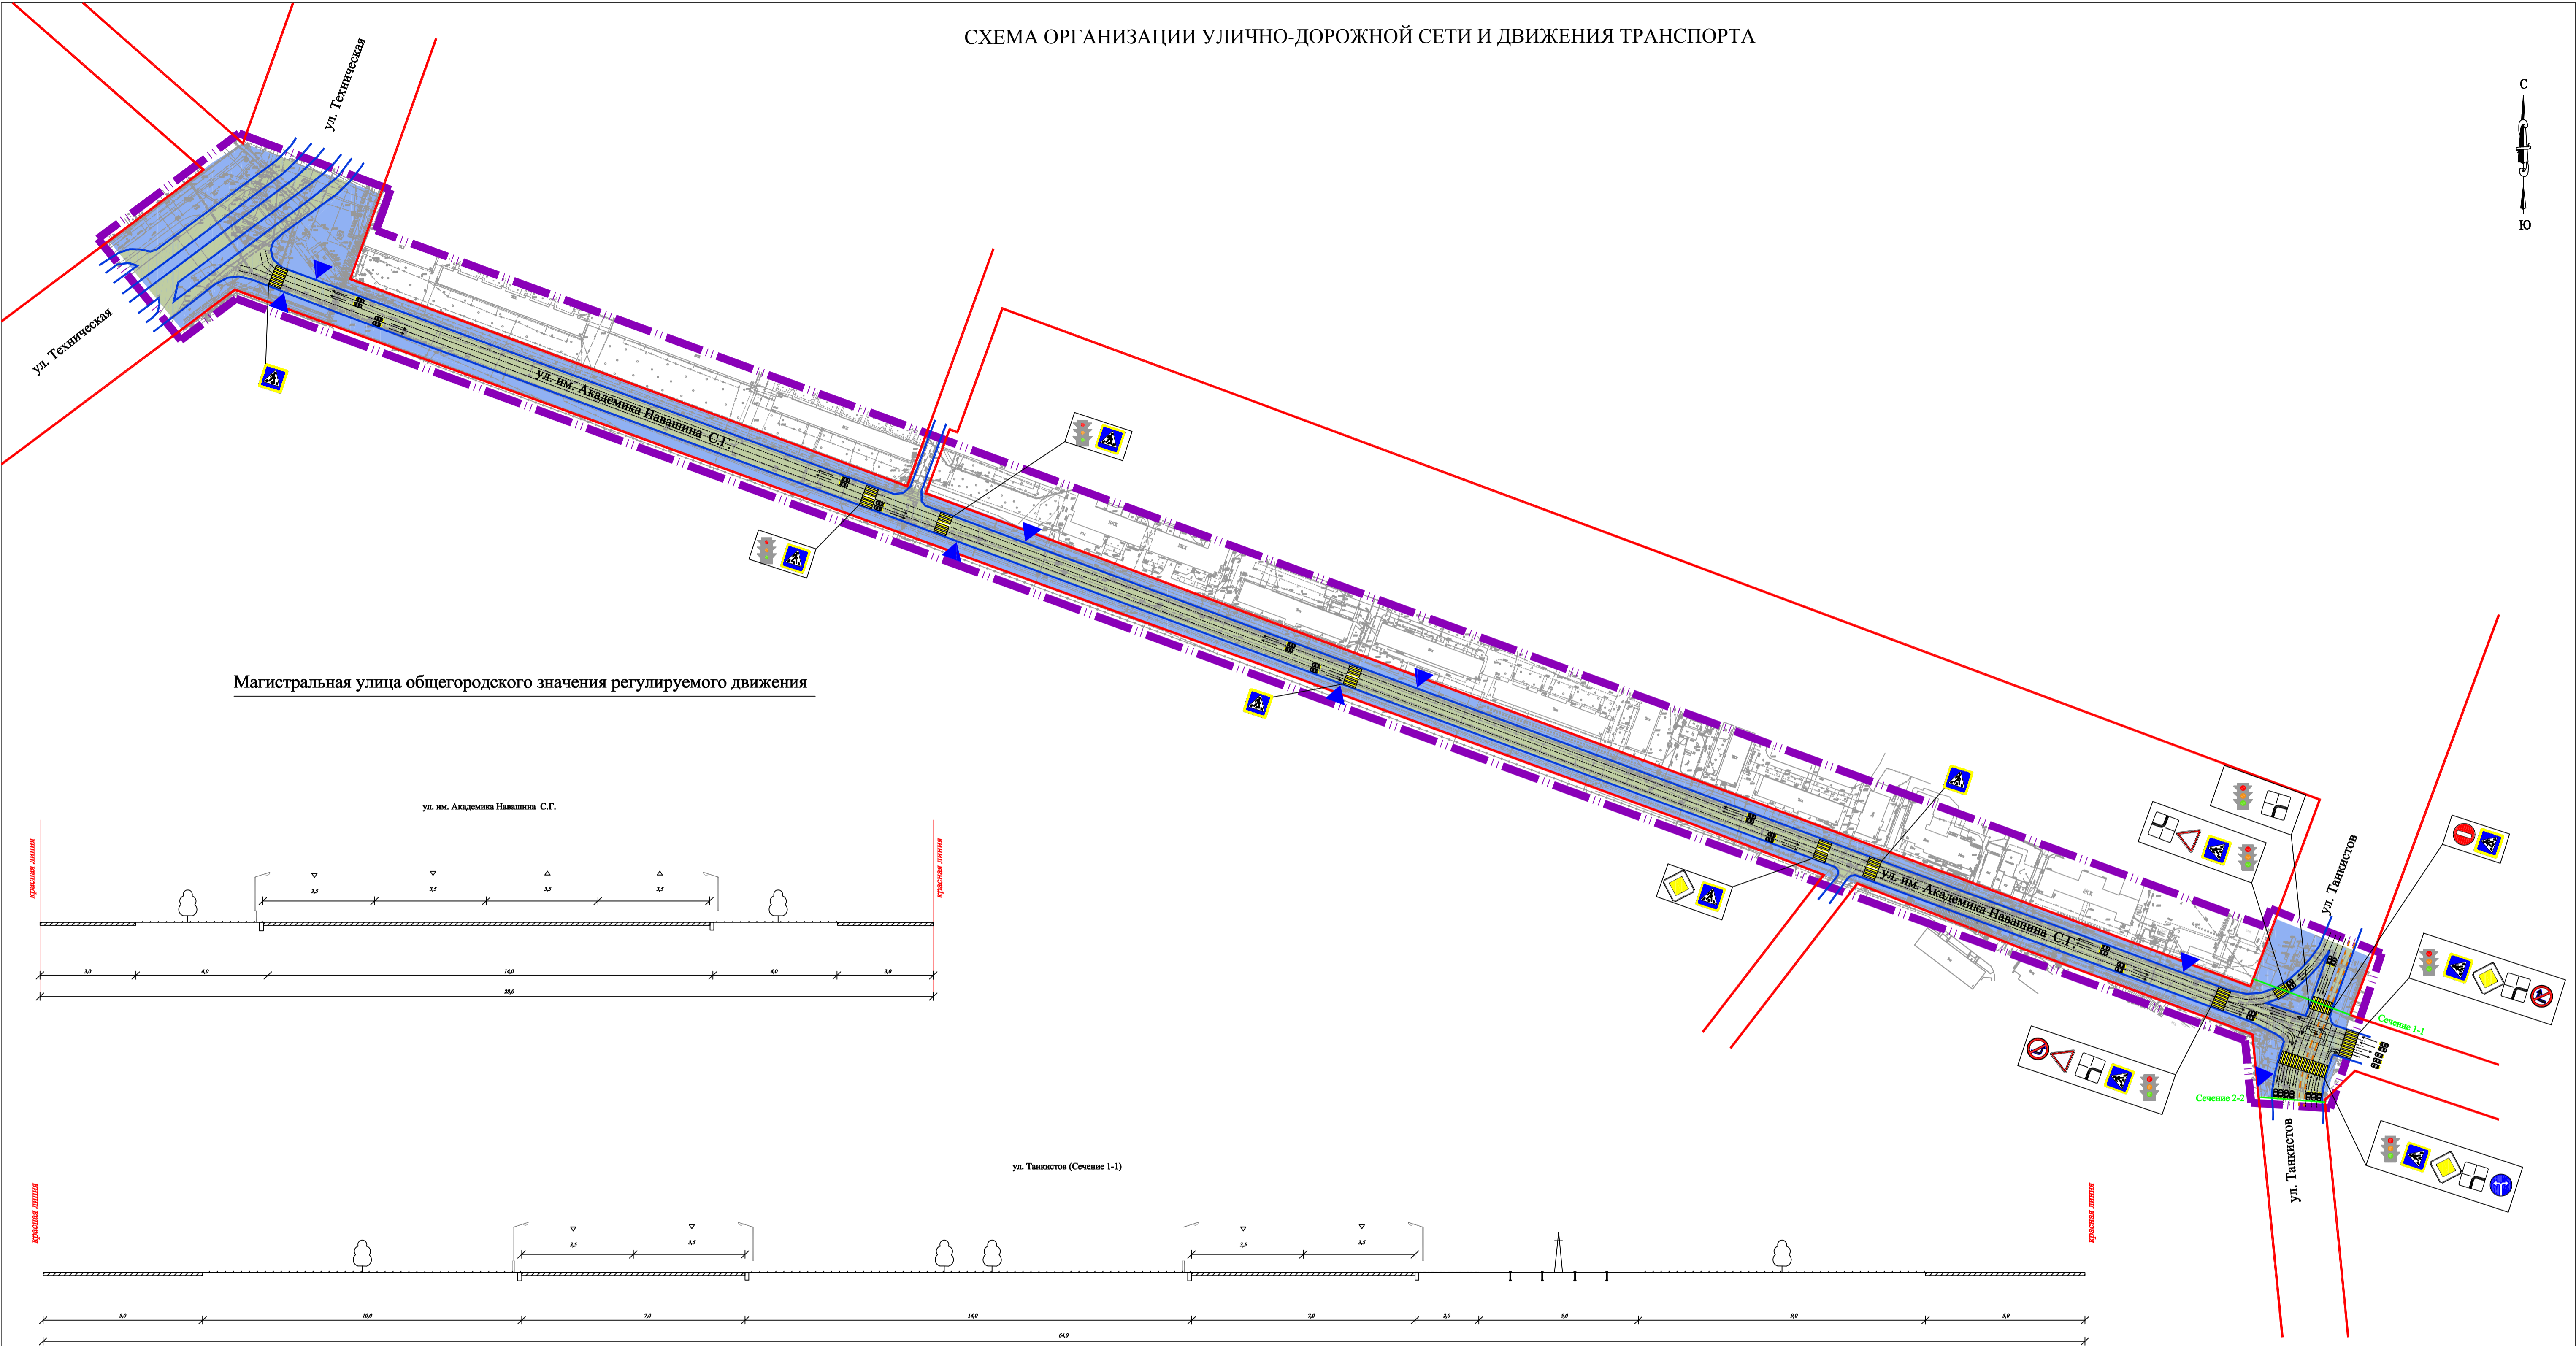 СХЕМА ОРГАНИЗАЦИИ УЛИЧНО-ДОРОЖНОЙ СЕТИ И ДВИЖЕНИЯ ТРАНСПОРТА
С
Ю
ул. Техническая
ул. Техническая
ул. им. Академика Навашина С.Г.
ул. им. Академика Навашина С.Г.
ул. Танкистов
Сечение 1-1
Сечение 2-2
ул. Танкистов
Магистральная улица общегородского значения регулируемого движения
ул. им. Академика Навашина С.Г.
красная линия
красная линия
3,5 3,5 3,5 3,5
3,0 4,0 14,0 4,0 3,0
28,0
ул. Танкистов (Сечение 1-1)
красная линия
красная линия
3,5 3,5 3,5 3,5
5,0 10,0 7,0 14,0 7,0 2,0 5,0 9,0 5,0
64,0